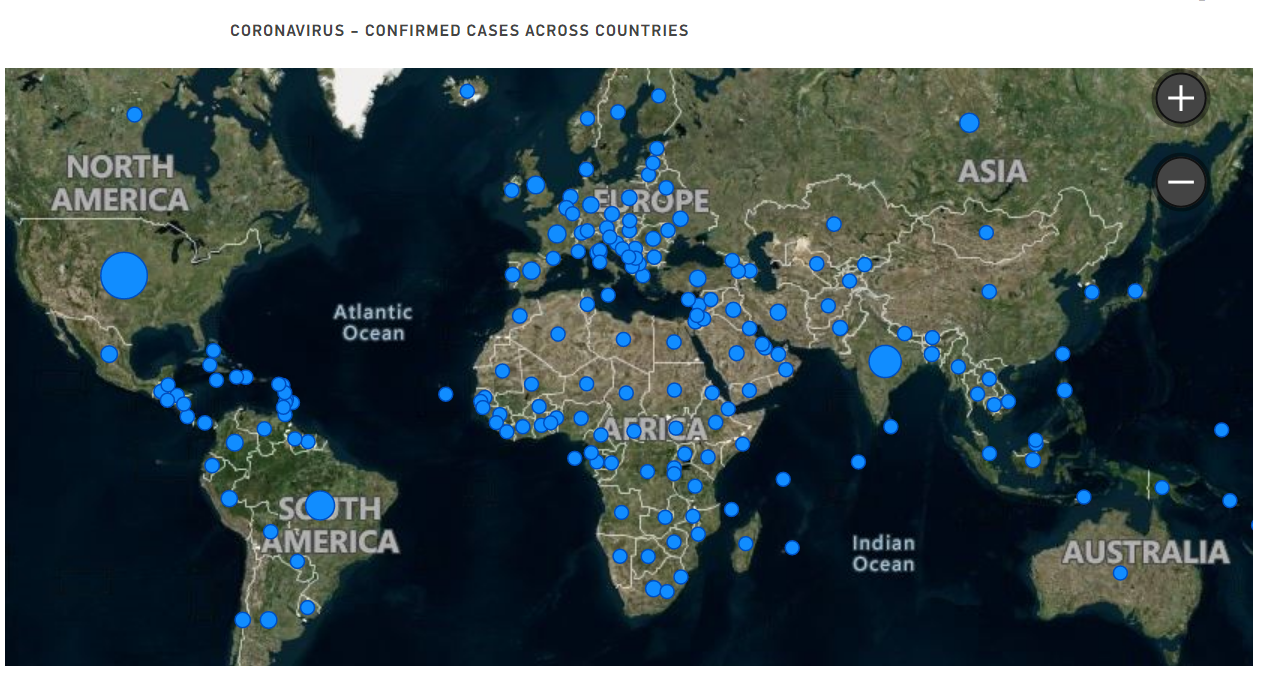 CORONAVIRUS – CONFIRMED CASES ACROSS COUNTRIES
NORTH
AMERICA
ASIA
EUROPE
Atlantic
Ocean
AFRICA
SOUTH
AMERICA
Indian
Ocean
AUSTRALIA